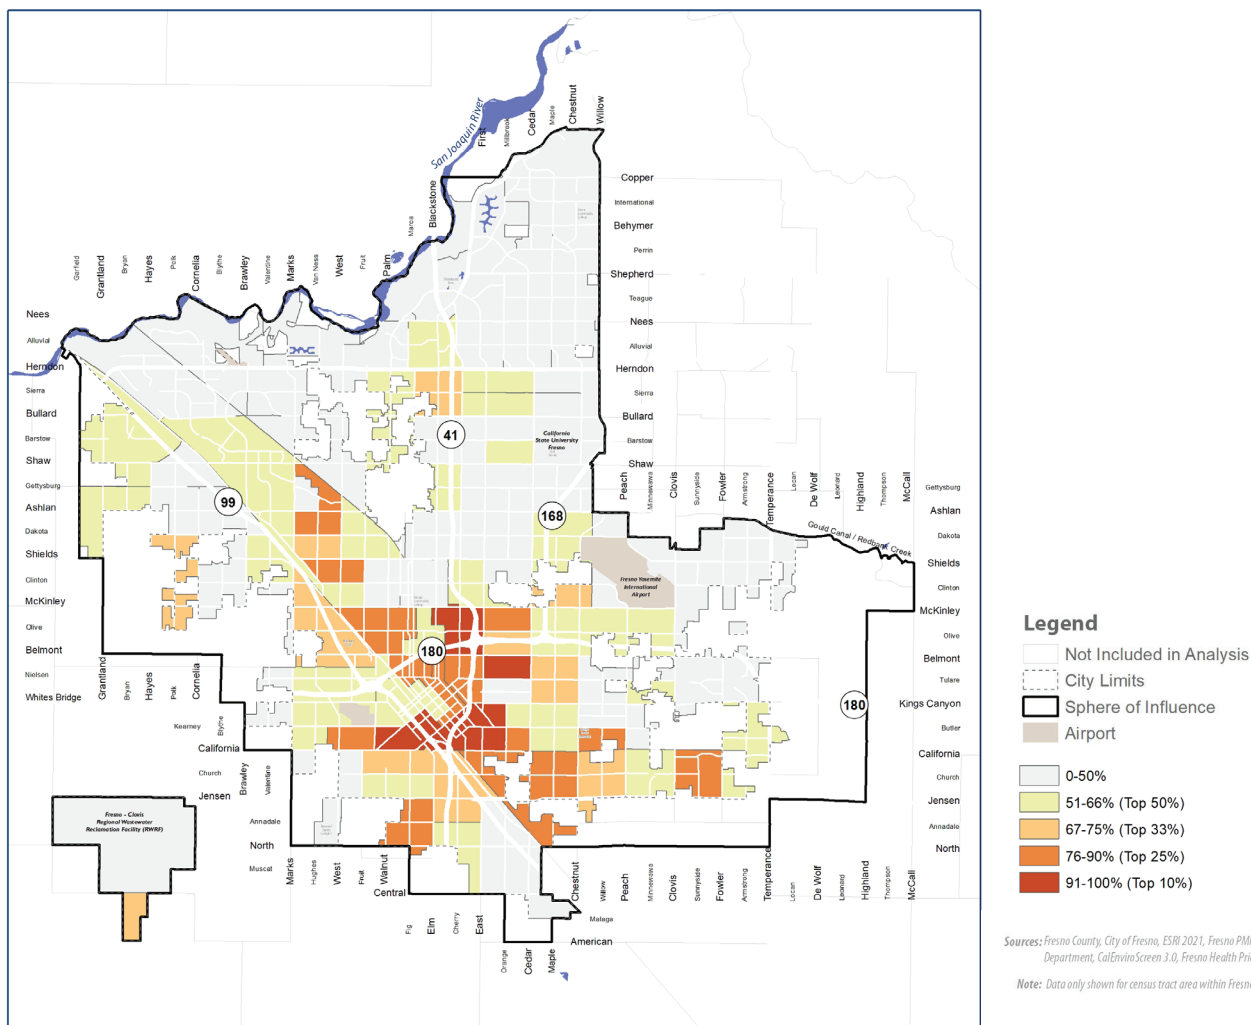 San Joaquin River
First
Millbrook
Cedar
Maple
Chestnut
Willow
Marea
Blackstone
Garfield
Grantland
Bryan
Hayes
Polk
Cornelia
Blythe
Brawley
Valentine
Marks
Van Ness
West
Fruit
Palm
Copper
International
Behymer
Perrin
Shepherd
Teague
Nees
Alluvial
Herndon
Sierra
Bullard
Barstow
Shaw
Nees
Alluvial
Herndon
Sierra
Bullard
Barstow
Shaw
Gettysburg
Ashlan
Dakota
Shields
Clinton
McKinley
Olive
Belmont
Nielsen
Whites Bridge
41
99
168
180
180
California
State University
Fresno
Fresno Yosemite
International
Airport
Peach
Minnewawa
Clovis
Sunnyside
Fowler
Armstrong
Temperance
Locan
De Wolf
Leonard
Highland
Thompson
McCall
Gould Canal / Redbank Creek
Gettysburg
Ashlan
Dakota
Shields
Clinton
McKinley
Olive
Belmont
Tulare
Kings Canyon
Butler
California
Church
Jensen
Annadale
North
Grantland
Bryan
Hayes
Polk
Cornelia
Kearney
Blythe
California
Church
Jensen
Brawley
Valentine
Annadale
North
Muscat
Fresno - Clovis
Regional Wastewater
Reclamation Facility (RWRF)
Marks
Hughes
West
Fruit
Walnut
Central
Fig
Elm
Cherry
East
Orange
Cedar
Maple
American
Malaga
Chestnut
Willow
Peach
Minnewawa
Clovis
Sunnyside
Fowler
Armstrong
Temperance
Locan
De Wolf
Leonard
Highland
Thompson
McCall
Legend
Not Included in Analysis
City Limits
Sphere of Influence
Airport
0-50%
51-66% (Top 50%)
67-75% (Top 33%)
76-90% (Top 25%)
91-100% (Top 10%)
Sources: Fresno County, City of Fresno, ESRI 2021, Fresno PM
Department, CalEnviroScreen 3.0, Fresno Health Pri
Note: Data only shown for census tract area within Fresn